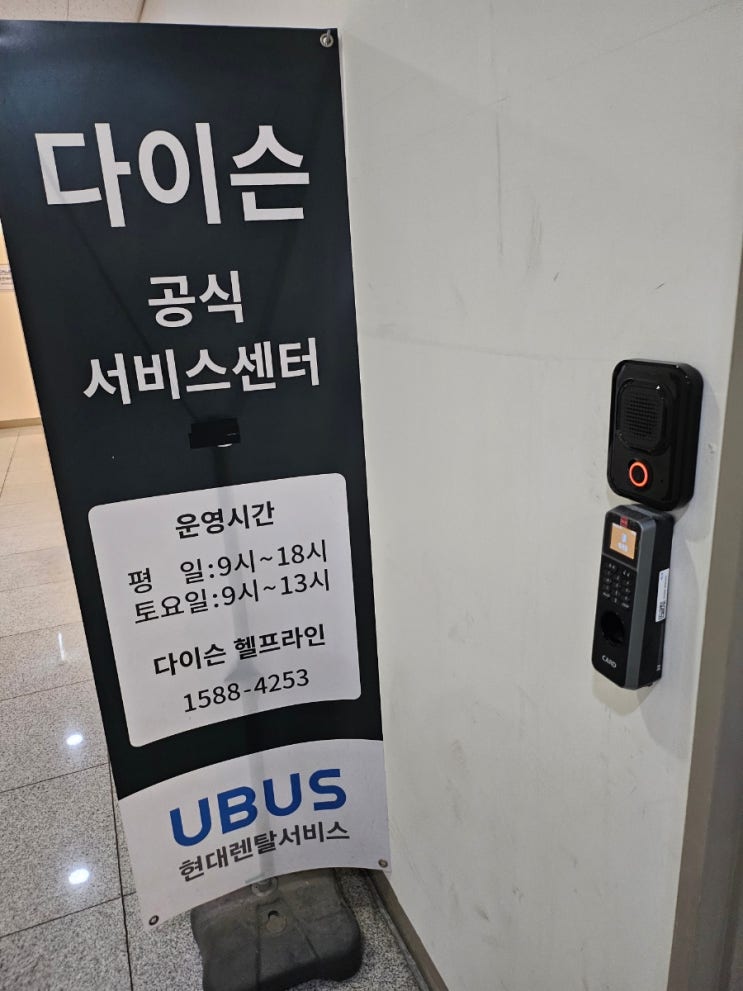 다이슨
공식
서비스센터
운영시간
평 일:9시~18시
토요일:9시~13시
다이슨 헬프라인
1588-4253
UBUS
현대렌탈서비스
CARD